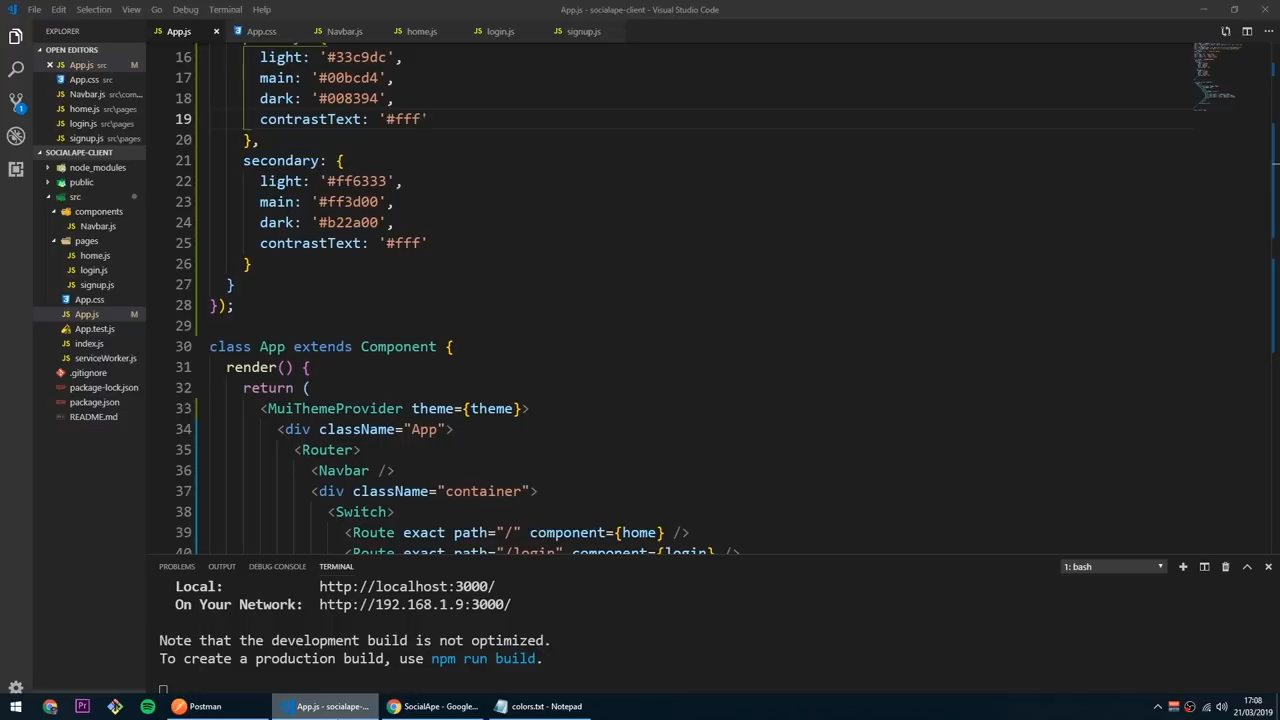 File Edit Selection View Go Debug Terminal Help
App.js - socialape-client - Visual Studio Code
EXPLORER
OPEN EDITORS
App.js src M
App.css src
Navbar.js src\com...
home.js src\pages
login.js src\pages
signup.js src\pages
SOCIALAPE-CLIENT
node_modules
public
src
components
Navbar.js
pages
home.js
login.js
signup.js
App.css
App.js M
App.test.js
index.js
serviceWorker.js
.gitignore
package-lock.json
package.json
README.md
App.js App.css Navbar.js home.js login.js signup.js
16 light: '#33c9dc',
17 main: '#00bcd4',
18 dark: '#008394',
19 contrastText: '#fff'
20 },
21 secondary: {
22 light: '#ff6333',
23 main: '#ff3d00',
24 dark: '#b22a00',
25 contrastText: '#fff'
26 }
27 }
28 });
29
30 class App extends Component {
31 render() {
32 return (
33 <MuiThemeProvider theme={theme}>
34 <div className="App">
35 <Router>
36 <Navbar />
37 <div className="container">
38 <Switch>
39 <Route exact path="/" component={home} />
40 <Route exact path="/login" component={login} />
PROBLEMS OUTPUT DEBUG CONSOLE TERMINAL 1: bash
Local: http://localhost:3000/
On Your Network: http://192.168.1.9:3000/
Note that the development build is not optimized.
To create a production build, use npm run build.
Postman
App.js - socialape-...
SocialApe - Google...
colors.txt - Notepad
17:08
21/03/2019